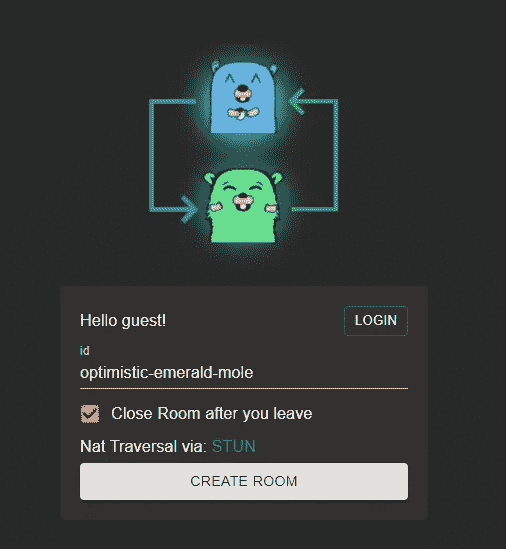 Hello guest!
LOGIN
id
optimistic-emerald-mole
Close Room after you leave
Nat Traversal via: STUN
CREATE ROOM